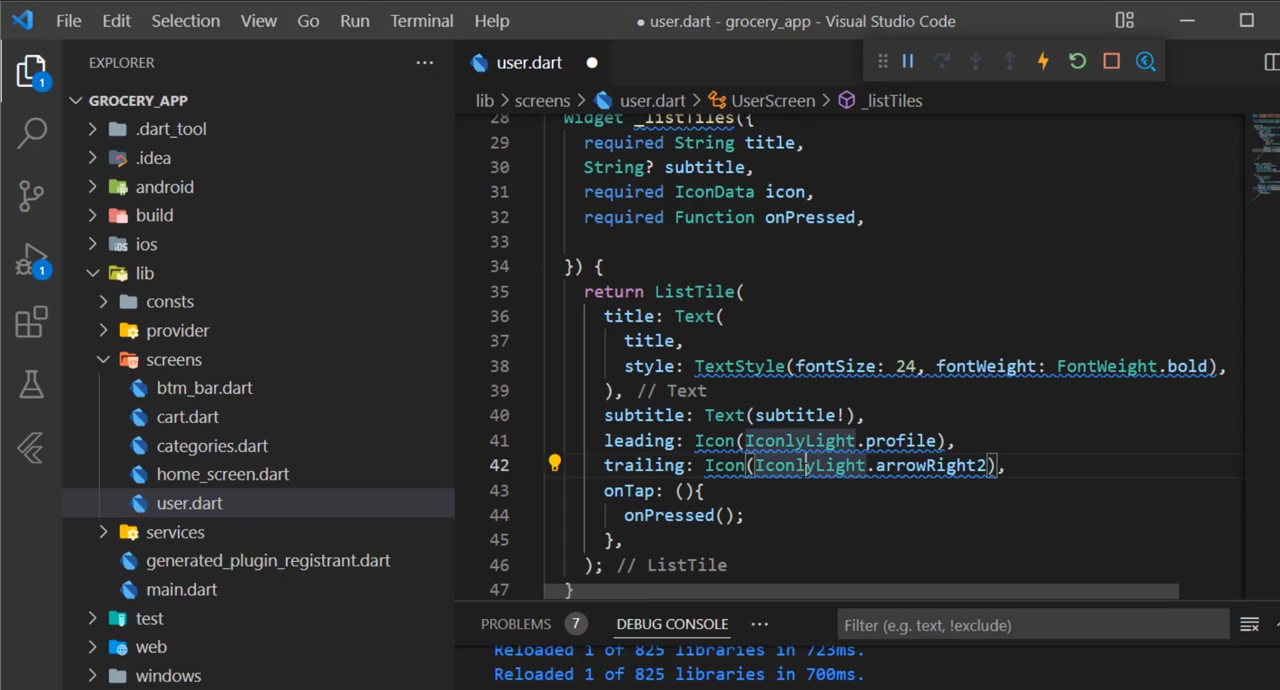 File Edit Selection View Go Run Terminal Help
● user.dart - grocery_app - Visual Studio Code
EXPLORER
user.dart
1
GROCERY_APP
.dart_tool
.idea
android
build
ios
1
lib
consts
provider
screens
btm_bar.dart
cart.dart
categories.dart
home_screen.dart
user.dart
services
generated_plugin_registrant.dart
main.dart
test
web
windows
lib > screens > user.dart > UserScreen > _listTiles
28 Widget _listTiles({
29 required String title,
30 String? subtitle,
31 required IconData icon,
32 required Function onPressed,
33
34 }) {
35 return ListTile(
36 title: Text(
37 title,
38 style: TextStyle(fontSize: 24, fontWeight: FontWeight.bold),
39 ), // Text
40 subtitle: Text(subtitle!),
41 leading: Icon(IconlyLight.profile),
42 trailing: Icon(IconlyLight.arrowRight2),
43 onTap: (){
44 onPressed();
45 },
46 ); // ListTile
47 }
PROBLEMS 7 DEBUG CONSOLE ··· Filter (e.g. text, !exclude)
Reloaded 1 of 825 libraries in 723ms.
Reloaded 1 of 825 libraries in 700ms.